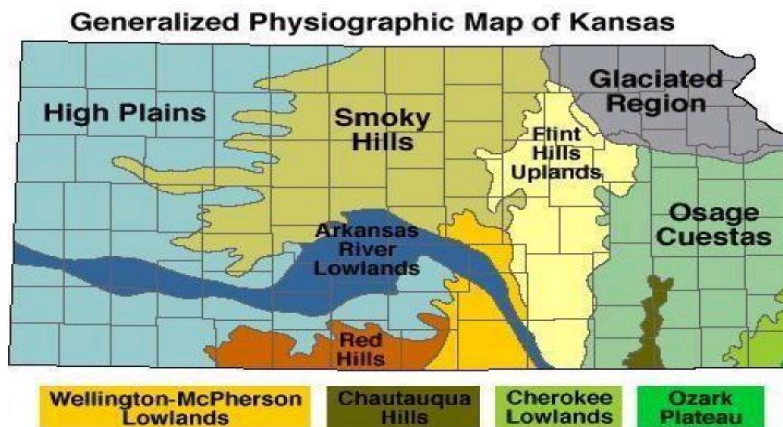 Generalized Physiographic Map of Kansas
High Plains
Smoky
Hills
Glaciated
Region
Flint
Hills
Uplands
Osage
Cuestas
Arkansas
River
Lowlands
Red
Hills
Wellington-McPherson
Lowlands
Chautauqua
Hills
Cherokee
Lowlands
Ozark
Plateau